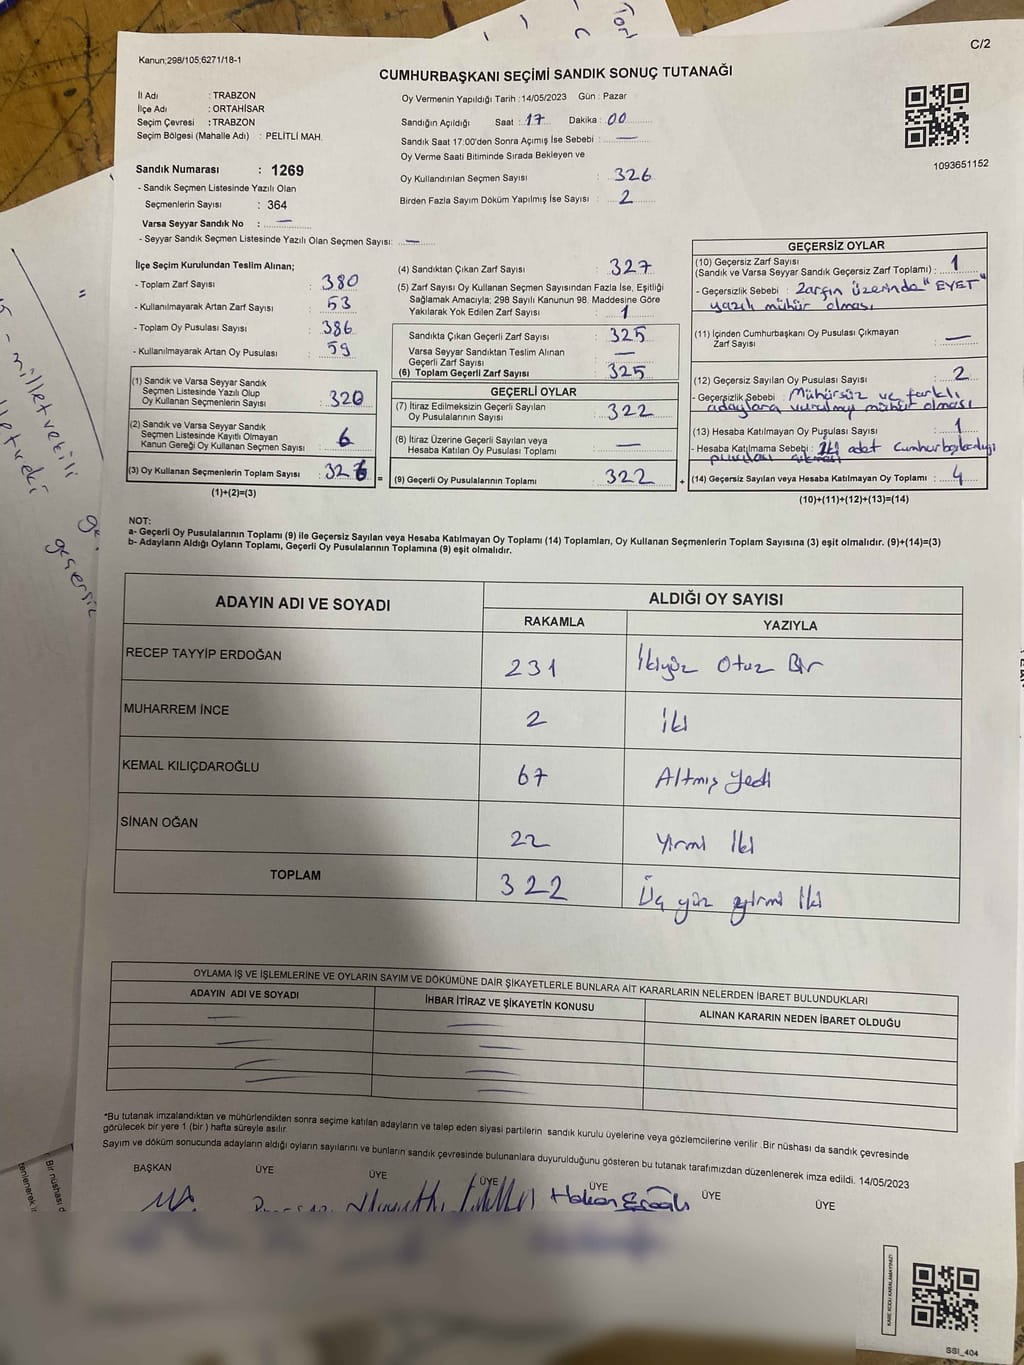 C/2
Kanun;298/105;6271/18-1
CUMHURBAŞKANI SEÇİMİ SANDIK SONUÇ TUTANAĞI
İl Adı : TRABZON
İlçe Adı : ORTAHİSAR
Seçim Çevresi : TRABZON
Seçim Bölgesi (Mahalle Adı) : PELİTLİ MAH.
Sandık Numarası : 1269
- Sandık Seçmen Listesinde Yazılı Olan
Seçmenlerin Sayısı : 364
Varsa Seyyar Sandık No : —
- Seyyar Sandık Seçmen Listesinde Yazılı Olan Seçmen Sayısı: —
Oy Vermenin Yapıldığı Tarih :14/05/2023 Gün : Pazar
Sandığın Açıldığı Saat : 17 Dakika : 00
Sandık Saat 17:00'den Sonra Açımış İse Sebebi : —
Oy Verme Saati Bitiminde Sırada Bekleyen ve
Oy Kullandırılan Seçmen Sayısı : 326
Birden Fazla Sayım Döküm Yapılmış İse Sayısı : 2
1093651152
İlçe Seçim Kurulundan Teslim Alınan;
- Toplam Zarf Sayısı : 380
- Kullanılmayarak Artan Zarf Sayısı : 53
- Toplam Oy Pusulası Sayısı : 386
- Kullanılmayarak Artan Oy Pusulası : 59
(1) Sandık ve Varsa Seyyar Sandık
Seçmen Listesinde Yazılı Olup
Oy Kullanan Seçmenlerin Sayısı : 320
(2) Sandık ve Varsa Seyyar Sandık
Seçmen Listesinde Kayıtlı Olmayan
Kanun Gereği Oy Kullanan Seçmen Sayısı : 6
(3) Oy Kullanan Seçmenlerin Toplam Sayısı : 326 =
(1)+(2)=(3)
(4) Sandıktan Çıkan Zarf Sayısı : 327
(5) Zarf Sayısı Oy Kullanan Seçmen Sayısından Fazla İse, Eşitliği
Sağlamak Amacıyla; 298 Sayılı Kanunun 98. Maddesine Göre
Yakılarak Yok Edilen Zarf Sayısı : 1
Sandıkta Çıkan Geçerli Zarf Sayısı : 325
Varsa Seyyar Sandıktan Teslim Alınan
Geçerli Zarf Sayısı —
(6) Toplam Geçerli Zarf Sayısı : 325
GEÇERLİ OYLAR
(7) İtiraz Edilmeksizin Geçerli Sayılan
Oy Pusulalarının Sayısı : 322
(8) İtiraz Üzerine Geçerli Sayılan veya
Hesaba Katılan Oy Pusulası Toplamı : —
(9) Geçerli Oy Pusulalarının Toplamı : 322 +
GEÇERSİZ OYLAR
(10) Geçersiz Zarf Sayısı
(Sandık ve Varsa Seyyar Sandık Geçersiz Zarf Toplamı) : 1
- Geçersizlik Sebebi : Zarfın üzerinde "EVET"
yazılı mühür olması
(11) İçinden Cumhurbaşkanı Oy Pusulası Çıkmayan
Zarf Sayısı : —
(12) Geçersiz Sayılan Oy Pusulası Sayısı : 2
- Geçersizlik Sebebi : Mühürsüz ve farklı
adaylara vurulmuş mühür olması
(13) Hesaba Katılmayan Oy Pusulası Sayısı : 1
- Hesaba Katılmama Sebebi : adet Cumhurbaşkanlığı
pusulası çıkması
(14) Geçersiz Sayılan veya Hesaba Katılmayan Oy Toplamı : 4
(10)+(11)+(12)+(13)=(14)
NOT:
a- Geçerli Oy Pusulalarının Toplamı (9) ile Geçersiz Sayılan veya Hesaba Katılmayan Oy Toplamı (14) Toplamları, Oy Kullanan Seçmenlerin Toplam Sayısına (3) eşit olmalıdır. (9)+(14)=(3)
b- Adayların Aldığı Oyların Toplamı, Geçerli Oy Pusulalarının Toplamına (9) eşit olmalıdır.
ADAYIN ADI VE SOYADI
ALDIĞI OY SAYISI
RAKAMLA YAZIYLA
RECEP TAYYİP ERDOĞAN 231 İkiyüz Otuz Bir
MUHARREM İNCE 2 İki
KEMAL KILIÇDAROĞLU 67 Altmış Yedi
SİNAN OĞAN 22 Yirmi İki
TOPLAM 322 Üç yüz yirmi İki
OYLAMA İŞ VE İŞLEMLERİNE VE OYLARIN SAYIM VE DÖKÜMÜNE DAİR ŞİKAYETLERLE BUNLARA AİT KARARLARIN NELERDEN İBARET BULUNDUKLARI
ADAYIN ADI VE SOYADI İHBAR İTİRAZ VE ŞİKAYETİN KONUSU ALINAN KARARIN NEDEN İBARET OLDUĞU
*Bu tutanak imzalandıktan ve mühürlendikten sonra seçime katılan adayların ve talep eden siyasi partilerin sandık kurulu üyelerine veya gözlemcilerine verilir .Bir nüshası da sandık çevresinde
görülecek bir yere 1 (bir ) hafta süreyle asılır.
Sayım ve döküm sonucunda adayların aldığı oyların sayılarını ve bunların sandık çevresinde bulunanlara duyurulduğunu gösteren bu tutanak tarafımızdan düzenlenerek imza edildi. 14/05/2023
BAŞKAN ÜYE ÜYE ÜYE ÜYE ÜYE ÜYE
Hakan
SSI_404
milletvekili
geçersiz